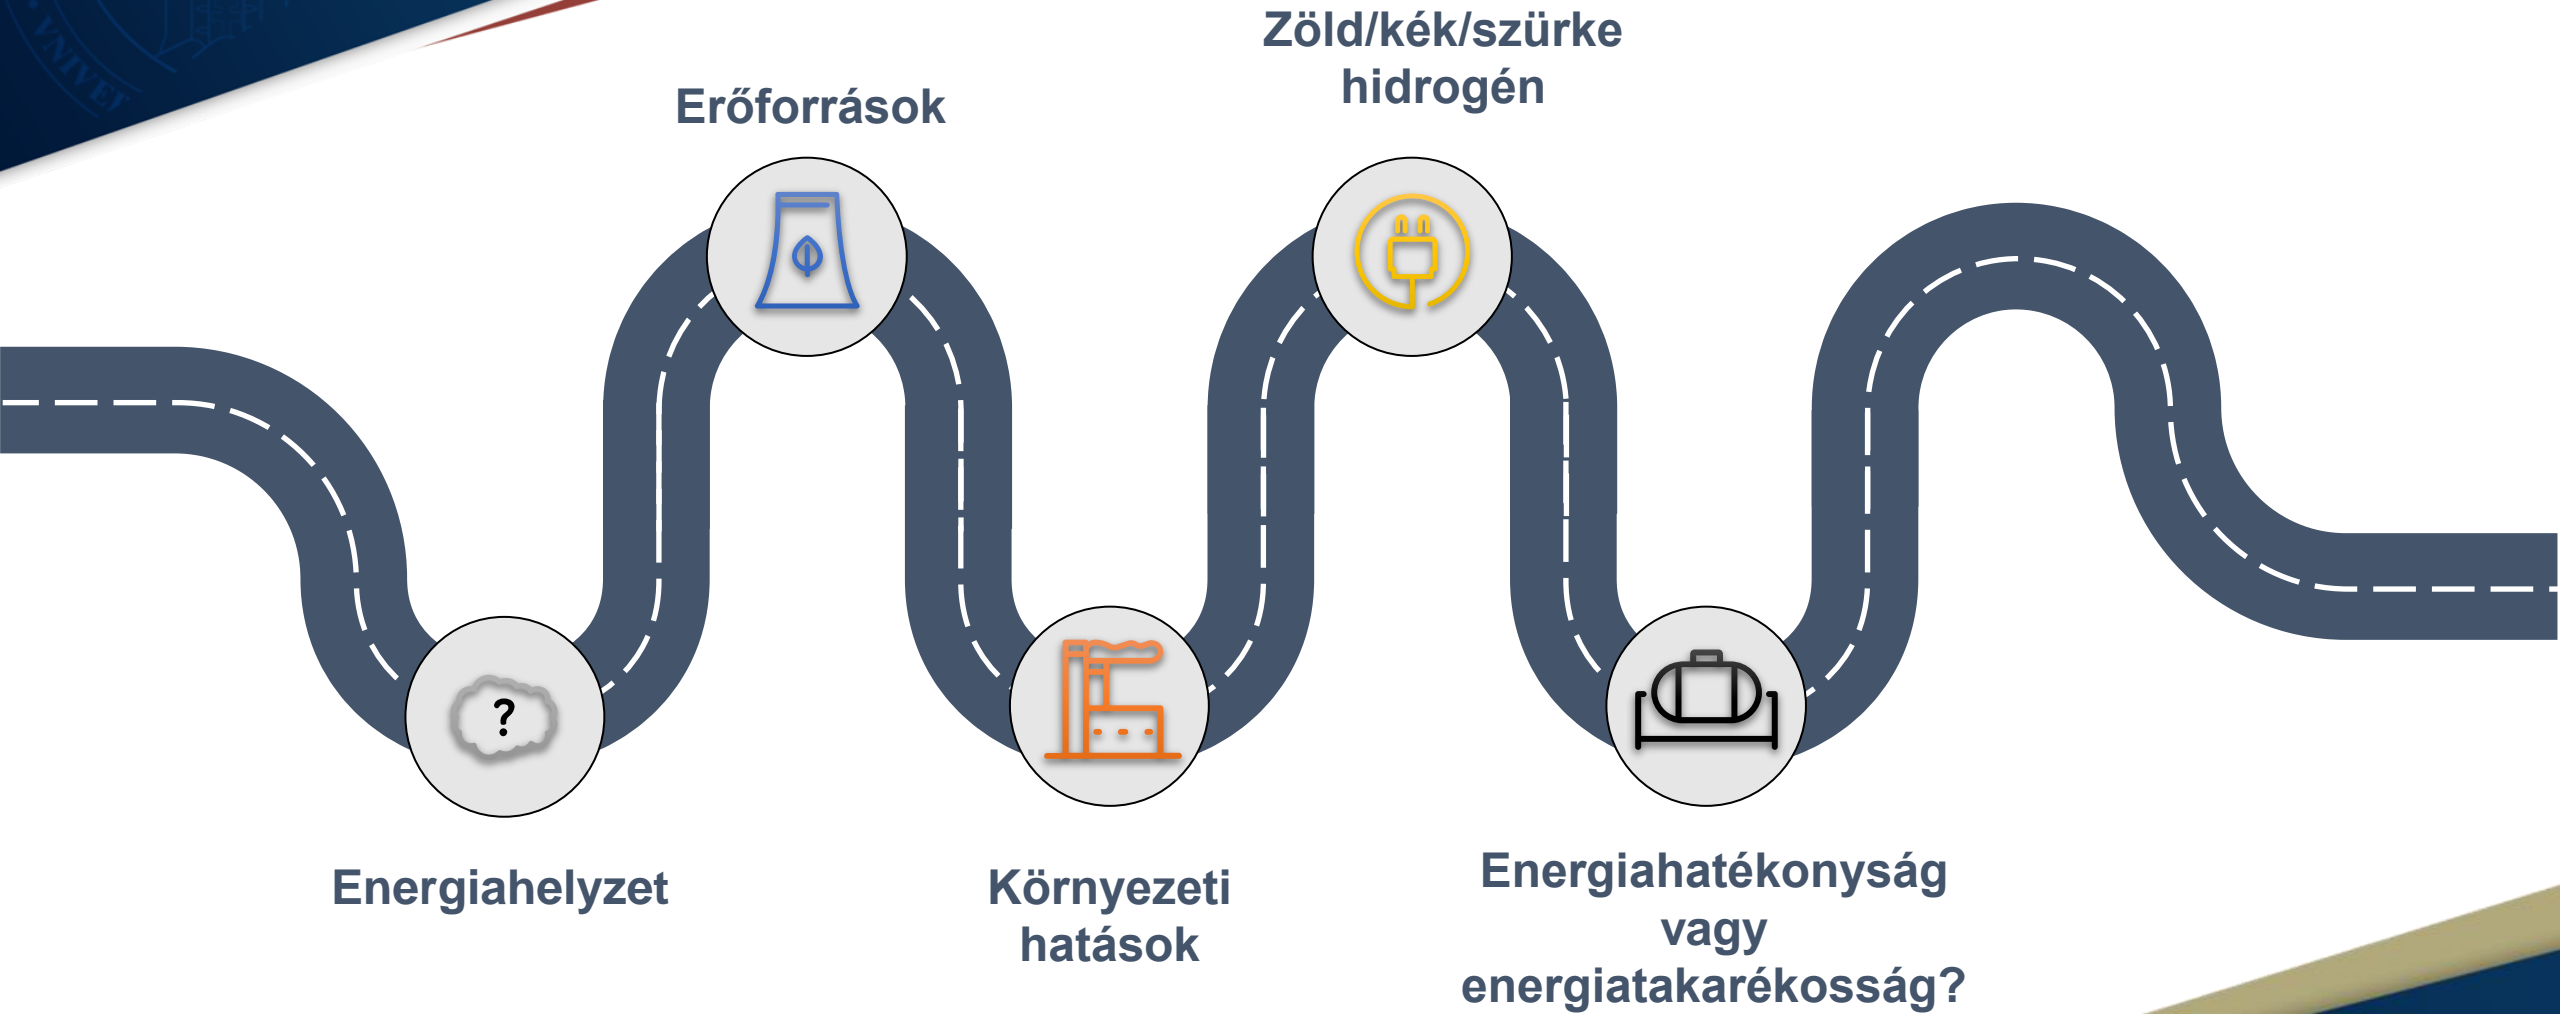 Zöld/kék/szürke
hidrogén
Erőforrások
?
Energiahelyzet
Környezeti
hatások
Energiahatékonyság
vagy
energiatakarékosság?